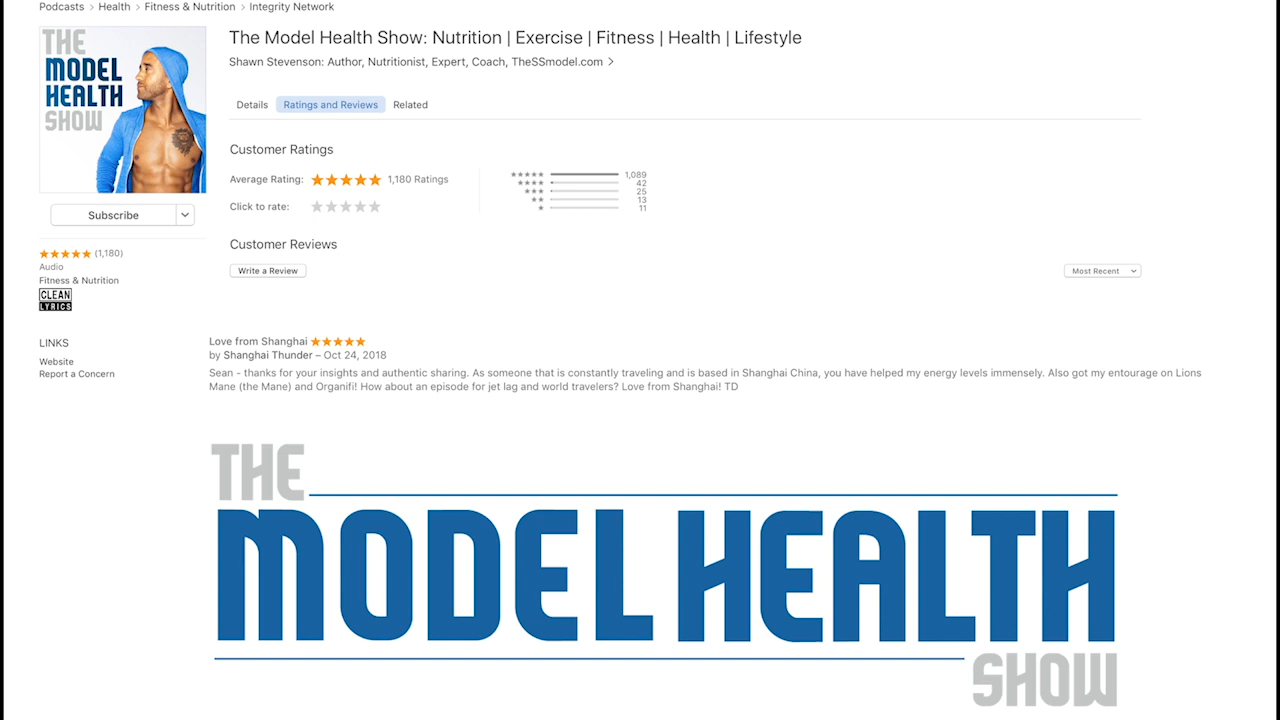 Podcasts > Health > Fitness & Nutrition > Integrity Network
THE
MODEL
HEALTH
SHOW
Subscribe
★★★★★ (1,180)
Audio
Fitness & Nutrition
CLEAN
LYRICS
LINKS
Website
Report a Concern
The Model Health Show: Nutrition | Exercise | Fitness | Health | Lifestyle
Shawn Stevenson: Author, Nutritionist, Expert, Coach, TheSSmodel.com >
Details Ratings and Reviews Related
Customer Ratings
Average Rating: ★★★★★ 1,180 Ratings
Click to rate: ★★★★★
★★★★★ 1,089
★★★★ 42
★★★ 25
★★ 13
★ 11
Customer Reviews
Write a Review Most Recent
Love from Shanghai ★★★★★
by Shanghai Thunder – Oct 24, 2018
Sean - thanks for your insights and authentic sharing. As someone that is constantly traveling and is based in Shanghai China, you have helped my energy levels immensely. Also got my entourage on Lions
Mane (the Mane) and Organifi! How about an episode for jet lag and world travelers? Love from Shanghai! TD
THE
MODEL HEALTH
SHOW